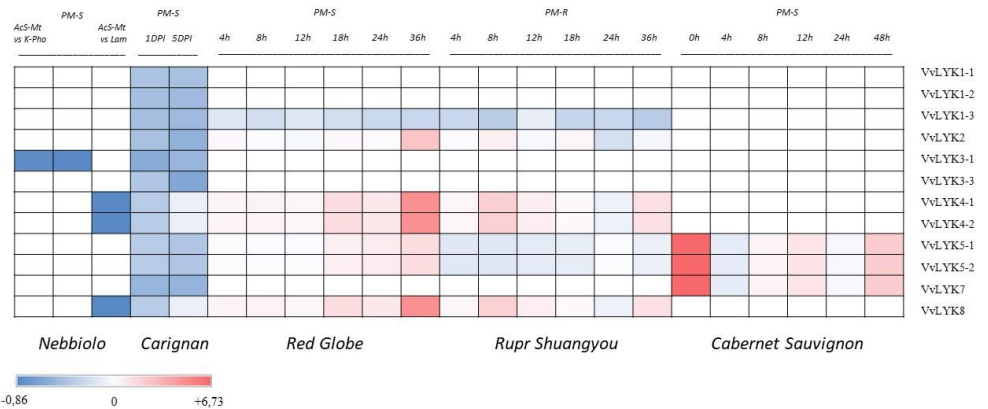 PM-S PM-S PM-S PM-R PM-S
AcS-Mt vs K-Pho AcS-Mt vs Lam 1DPI 5DPI 4h 8h 12h 18h 24h 36h 4h 8h 12h 18h 24h 36h 0h 4h 8h 12h 24h 48h
VvLYK1-1
VvLYK1-2
VvLYK1-3
VvLYK2
VvLYK3-1
VvLYK3-3
VvLYK4-1
VvLYK4-2
VvLYK5-1
VvLYK5-2
VvLYK7
VvLYK8
Nebbiolo Carignan Red Globe Rupr Shuangyou Cabernet Sauvignon
-0,86 0 +6,73